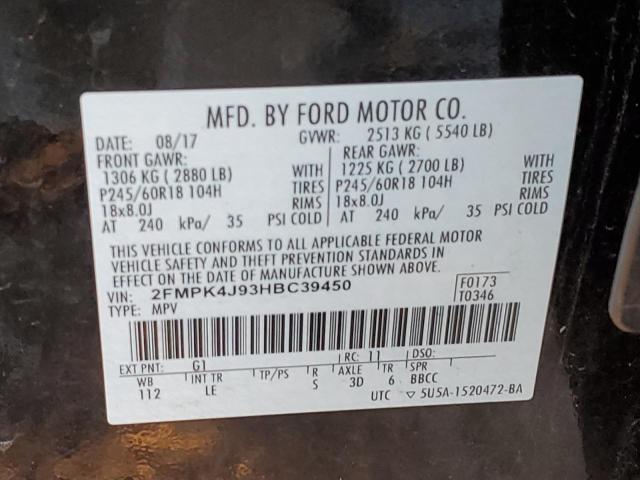 MFD. BY FORD MOTOR CO.
DATE: 08/17 GVWR: 2513 KG ( 5540 LB)
FRONT GAWR: REAR GAWR:
1306 KG ( 2880 LB) WITH 1225 KG ( 2700 LB) WITH
P245/60R18 104H TIRES P245/60R18 104H TIRES
18x8.0J RIMS 18x8.0J RIMS
AT 240 kPa/ 35 PSI COLD AT 240 kPa/ 35 PSI COLD
THIS VEHICLE CONFORMS TO ALL APPLICABLE FEDERAL MOTOR
VEHICLE SAFETY AND THEFT PREVENTION STANDARDS IN
EFFECT ON THE DATE OF MANUFACTURE SHOWN ABOVE.
VIN: 2FMPK4J93HBC39450 F0173
TYPE: MPV T0346
EXT PNT: G1 RC: 11 DSO:
WB INT TR TP/PS R AXLE TR SPR
112 LE S 3D 6 BBCC
UTC ▽ 5U5A-1520472-BA